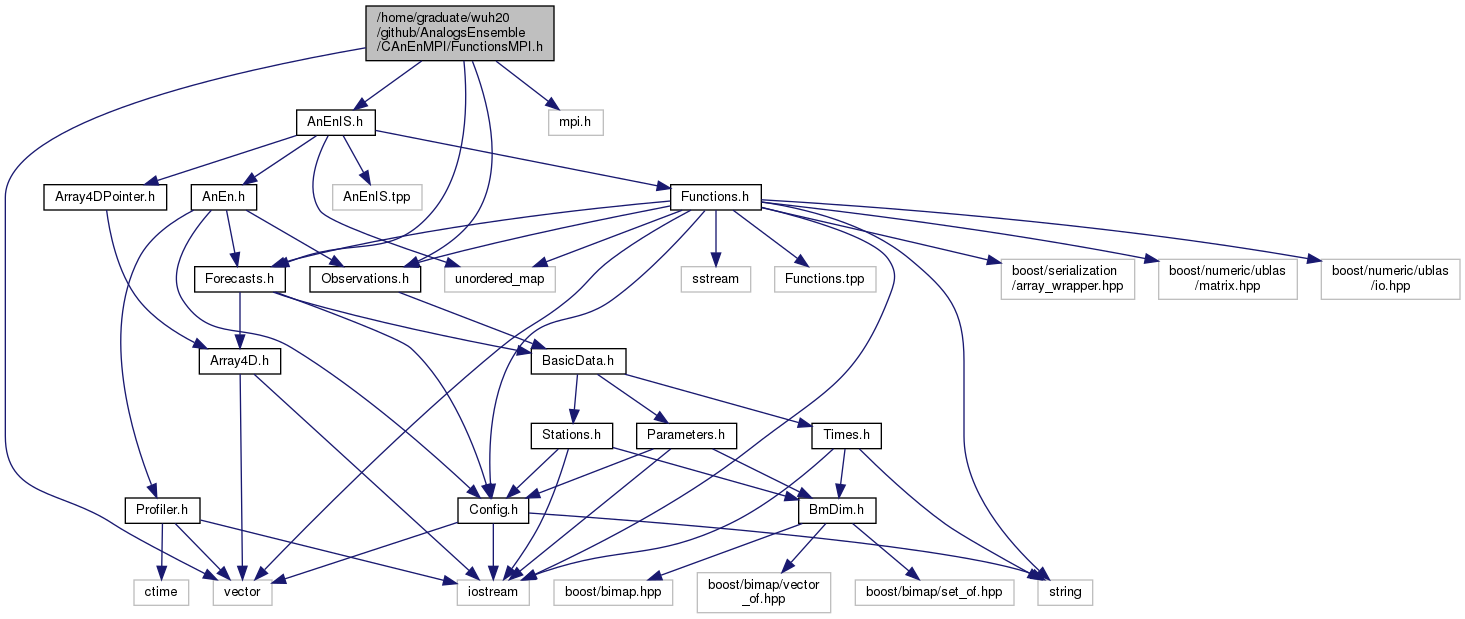 /home/graduate/wuh20
/github/AnalogsEnsemble
/CAnEnMPI/FunctionsMPI.h
AnEnIS.h
mpi.h
Array4DPointer.h
AnEn.h
AnEnIS.tpp
Functions.h
Forecasts.h
Observations.h
unordered_map
sstream
Functions.tpp
boost/serialization
/array_wrapper.hpp
boost/numeric/ublas
/matrix.hpp
boost/numeric/ublas
/io.hpp
Array4D.h
BasicData.h
Stations.h
Parameters.h
Times.h
Profiler.h
Config.h
BmDim.h
ctime
vector
iostream
boost/bimap.hpp
boost/bimap/vector
_of.hpp
boost/bimap/set_of.hpp
string